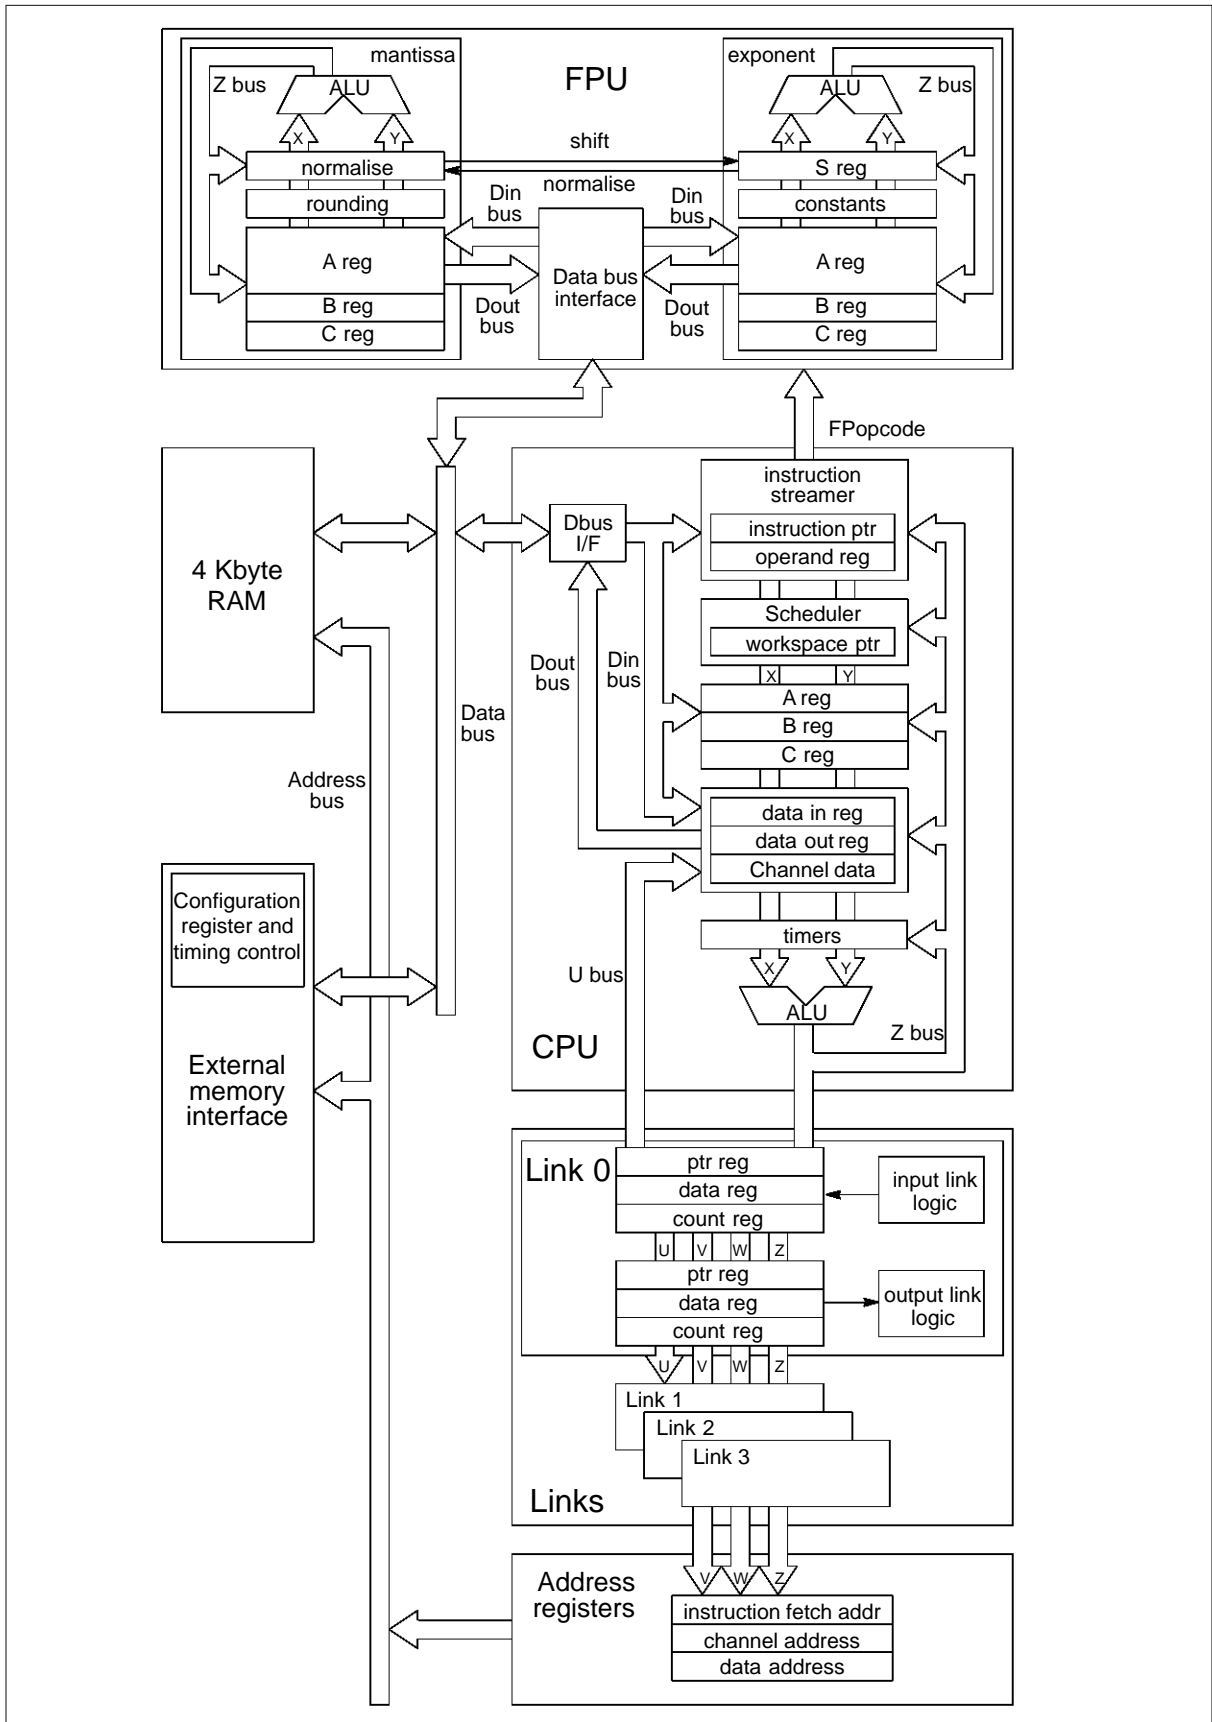 FPU
mantissa
Z bus
ALU
X
Y
normalise
rounding
A reg
B reg
C reg
shift
normalise
Din
bus
Dout
bus
Data bus
interface
Din
bus
Dout
bus
exponent
Z bus
ALU
X
Y
S reg
constants
A reg
B reg
C reg
FPopcode
4 Kbyte
RAM
Data
bus
Address
bus
Configuration
register and
timing control
External
memory
interface
CPU
Dbus
I/F
Dout
bus
Din
bus
U bus
instruction
streamer
instruction ptr
operand reg
Scheduler
workspace ptr
X
Y
A reg
B reg
C reg
data in reg
data out reg
Channel data
timers
X
Y
ALU
Z bus
Link 0
ptr reg
data reg
count reg
input link
logic
U
V
W
Z
ptr reg
data reg
count reg
output link
logic
U
V
W
Z
Link 1
Link 2
Link 3
Links
V
W
Z
Address
registers
instruction fetch addr
channel address
data address